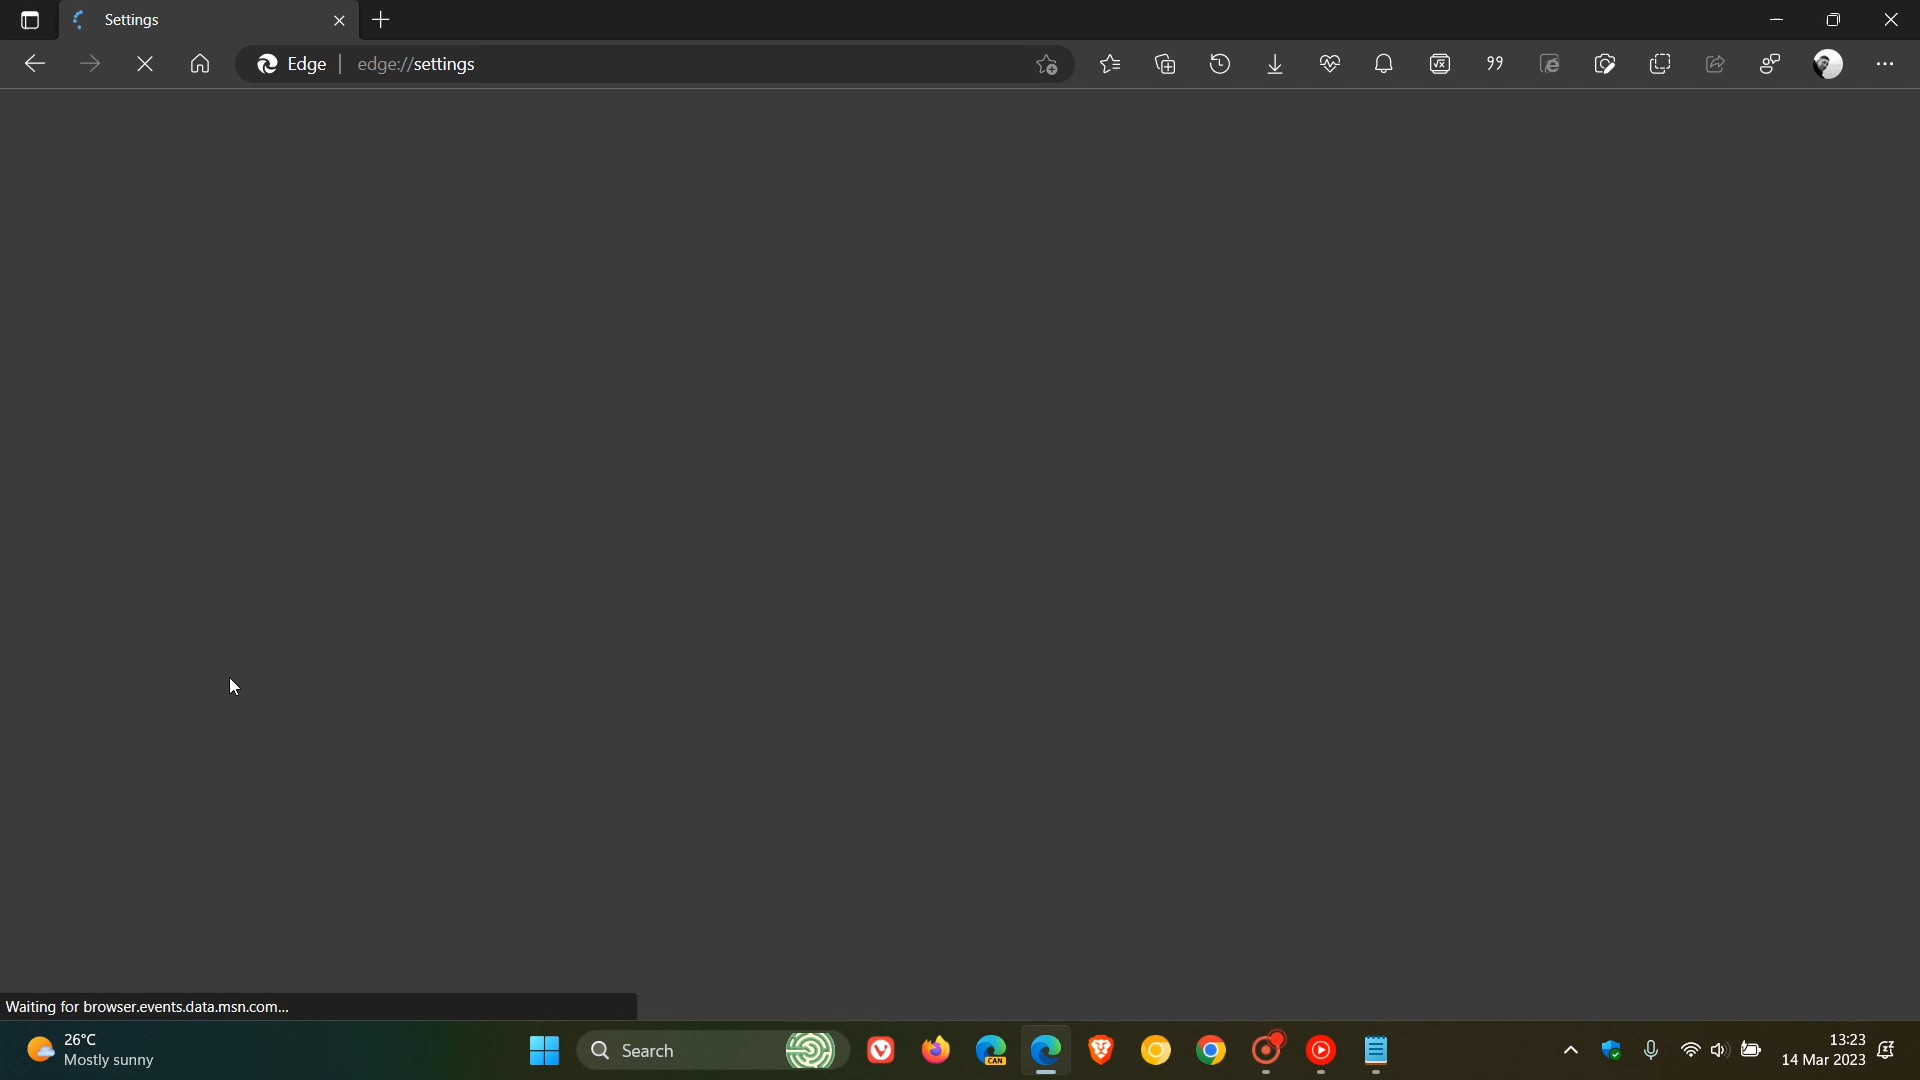 Settings
Edge | edge://settings
Waiting for browser.events.data.msn.com...
26°C
Mostly sunny
Search
CAN
13:23
14 Mar 2023